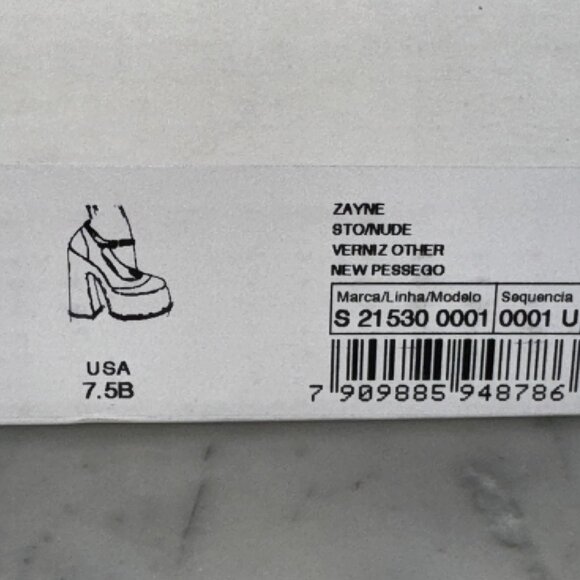 ZAYNE
STO/NUDE
VERNIZ OTHER
NEW PESSEGO
Marca/Linha/Modelo Sequencia
S 21530 0001 0001 U
7 909885 948786
USA
7.5B